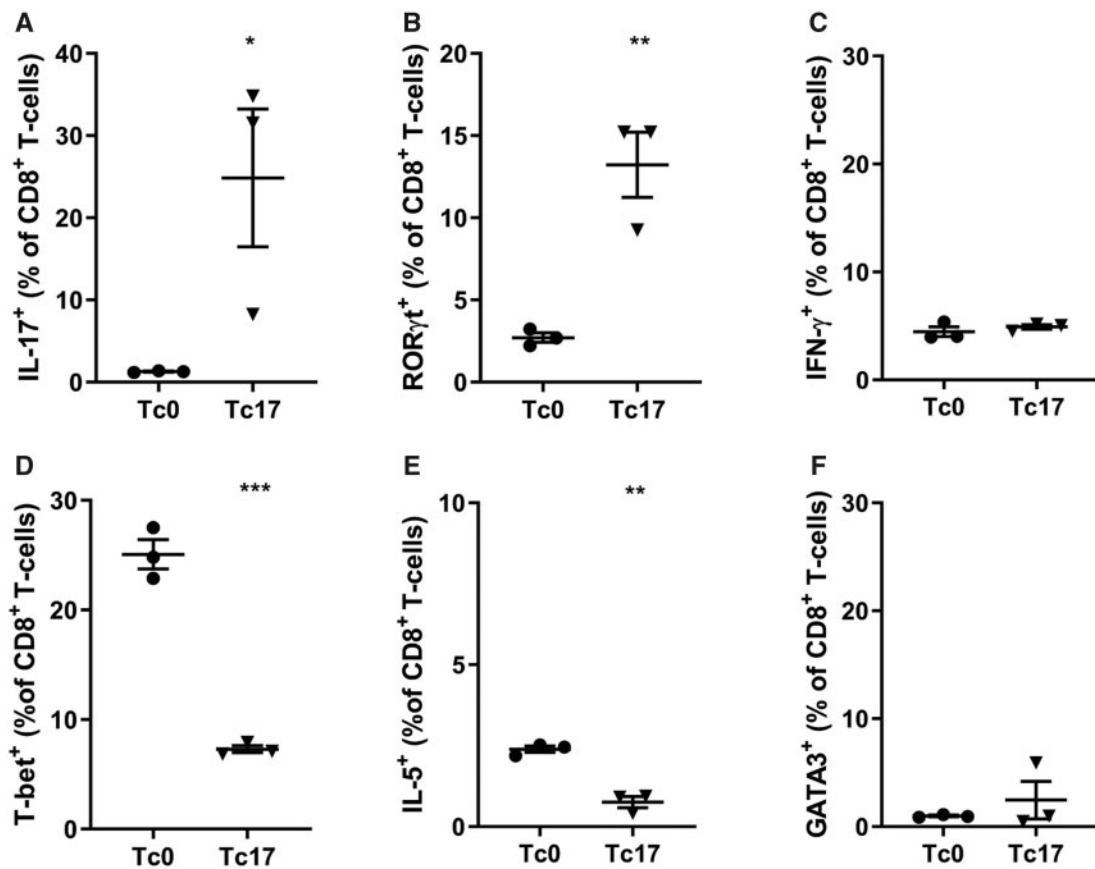 A
IL-17⁺ (% of CD8⁺ T-cells)
40
30
20
10
0
*
Tc0 Tc17
B
RORγt⁺ (% of CD8⁺ T-cells)
20
15
10
5
0
**
Tc0 Tc17
C
IFN-γ⁺ (% of CD8⁺ T-cells)
30
20
10
0
Tc0 Tc17
D
T-bet⁺ (%of CD8⁺ T-cells)
30
20
10
0
***
Tc0 Tc17
E
IL-5⁺ (%of CD8⁺ T-cells)
10
5
0
**
Tc0 Tc17
F
GATA3⁺ (% of CD8⁺ T-cells)
30
20
10
0
Tc0 Tc17